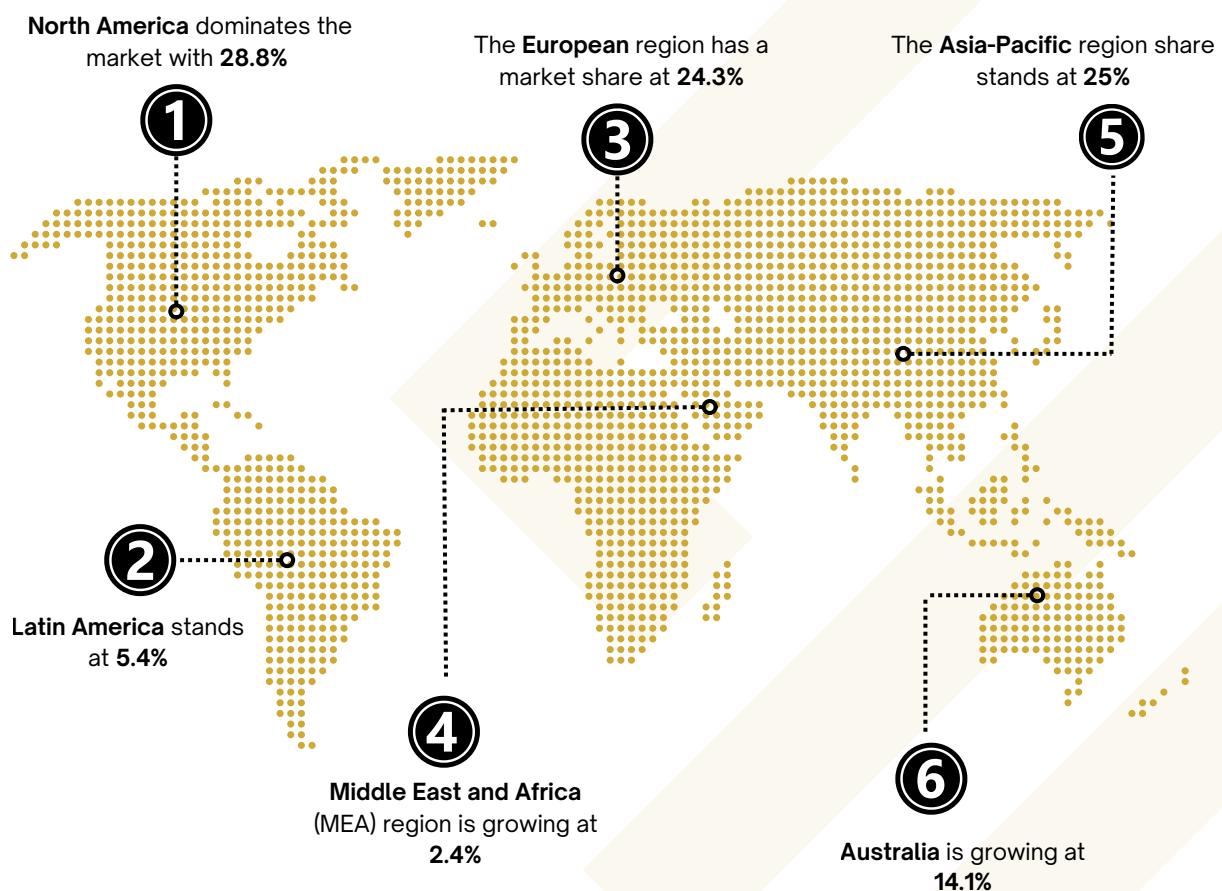 North America dominates the
market with 28.8%
1
The European region has a
market share at 24.3%
3
The Asia-Pacific region share
stands at 25%
5
2
Latin America stands
at 5.4%
4
Middle East and Africa
(MEA) region is growing at
2.4%
6
Australia is growing at
14.1%